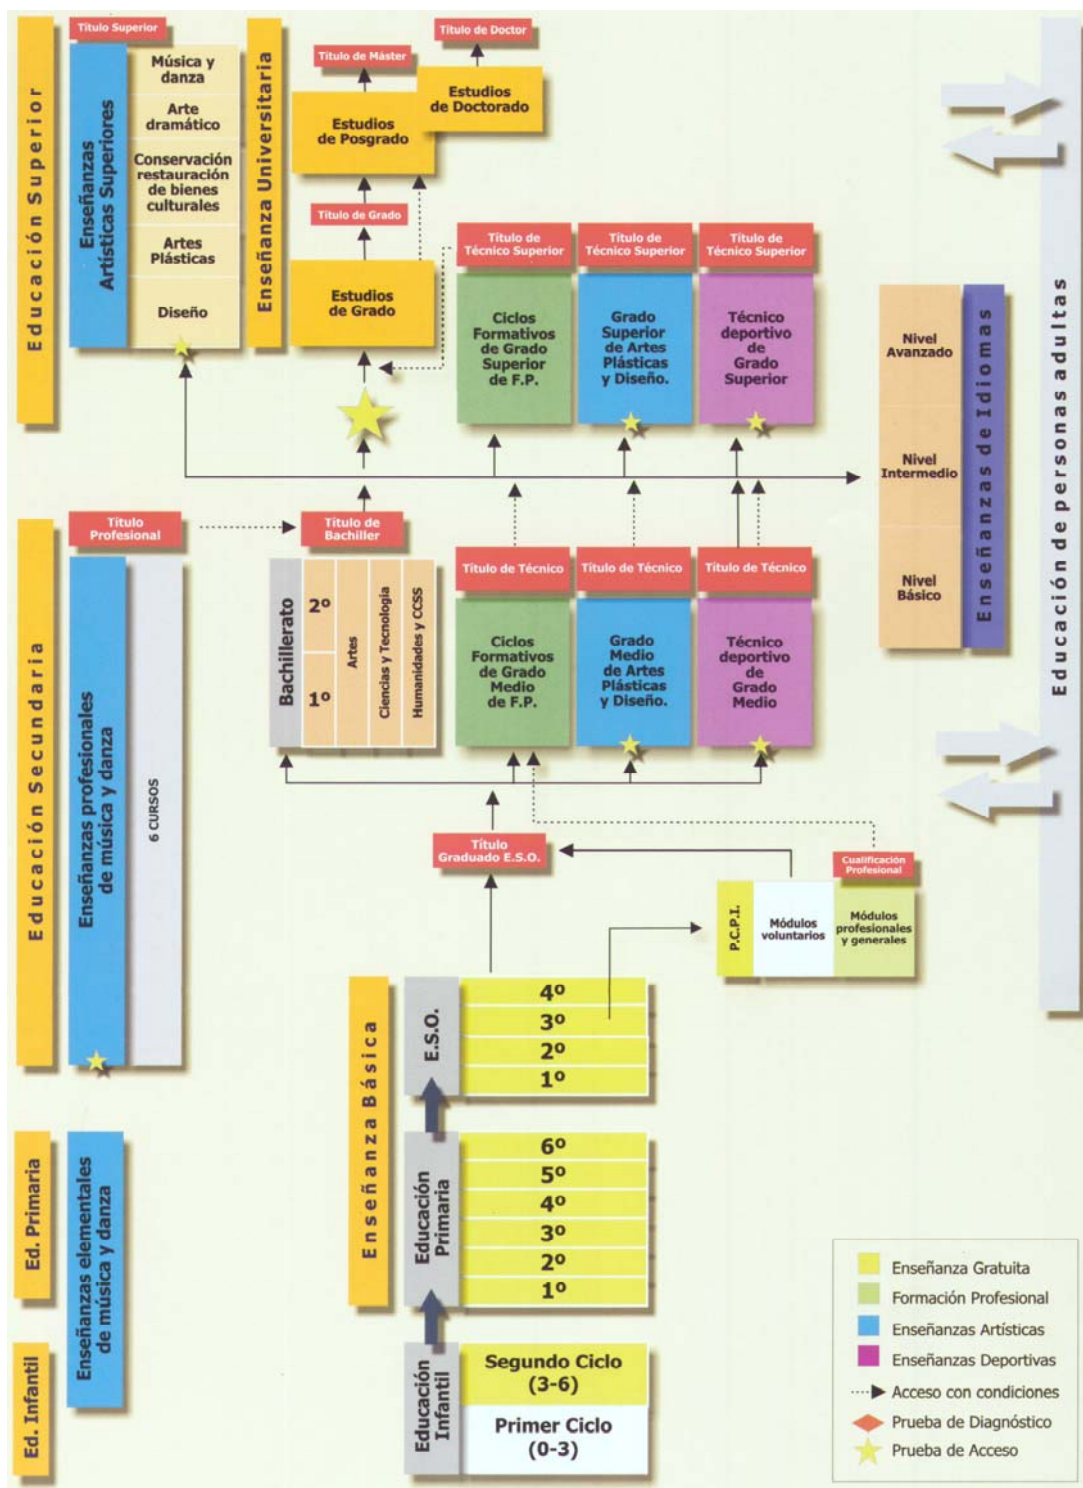 Educación Superior
Título Superior
Enseñanzas
Artísticas Superiores
Música y
danza
Arte
dramático
Conservación
restauración
de bienes
culturales
Artes
Plásticas
Diseño
Enseñanza Universitaria
Título de Doctor
Título de Máster
Estudios
de Doctorado
Estudios
de Posgrado
Título de Grado
Estudios
de Grado
Título de
Técnico Superior
Título de
Técnico Superior
Título de
Técnico Superior
Ciclos
Formativos
de Grado
Superior
de F.P.
Grado
Superior
de Artes
Plásticas
y Diseño.
Técnico
deportivo
de
Grado
Superior
Nivel
Avanzado
Nivel
Intermedio
Nivel
Básico
Enseñanzas de Idiomas
Educación de personas adultas
Educación Secundaria
Título
Profesional
Enseñanzas profesionales
de música y danza
6 CURSOS
Título de
Bachiller
Bachillerato
2º
1º
Artes
Ciencias y Tecnología
Humanidades y CCSS
Título de Técnico
Título de Técnico
Título de Técnico
Ciclos
Formativos
de Grado
Medio
de F.P.
Grado
Medio
de Artes
Plásticas
y Diseño.
Técnico
deportivo
de
Grado
Medio
Título
Graduado E.S.O.
Cualificación
Profesional
P.C.P.I.
Módulos
voluntarios
Módulos
profesionales
y generales
Enseñanza Básica
E.S.O.
4º
3º
2º
1º
Ed. Primaria
Enseñanzas elementales
de música y danza
Educación
Primaria
6º
5º
4º
3º
2º
1º
Ed. Infantil
Educación
Infantil
Segundo Ciclo
(3-6)
Primer Ciclo
(0-3)
Enseñanza Gratuita
Formación Profesional
Enseñanzas Artísticas
Enseñanzas Deportivas
Acceso con condiciones
Prueba de Diagnóstico
Prueba de Acceso